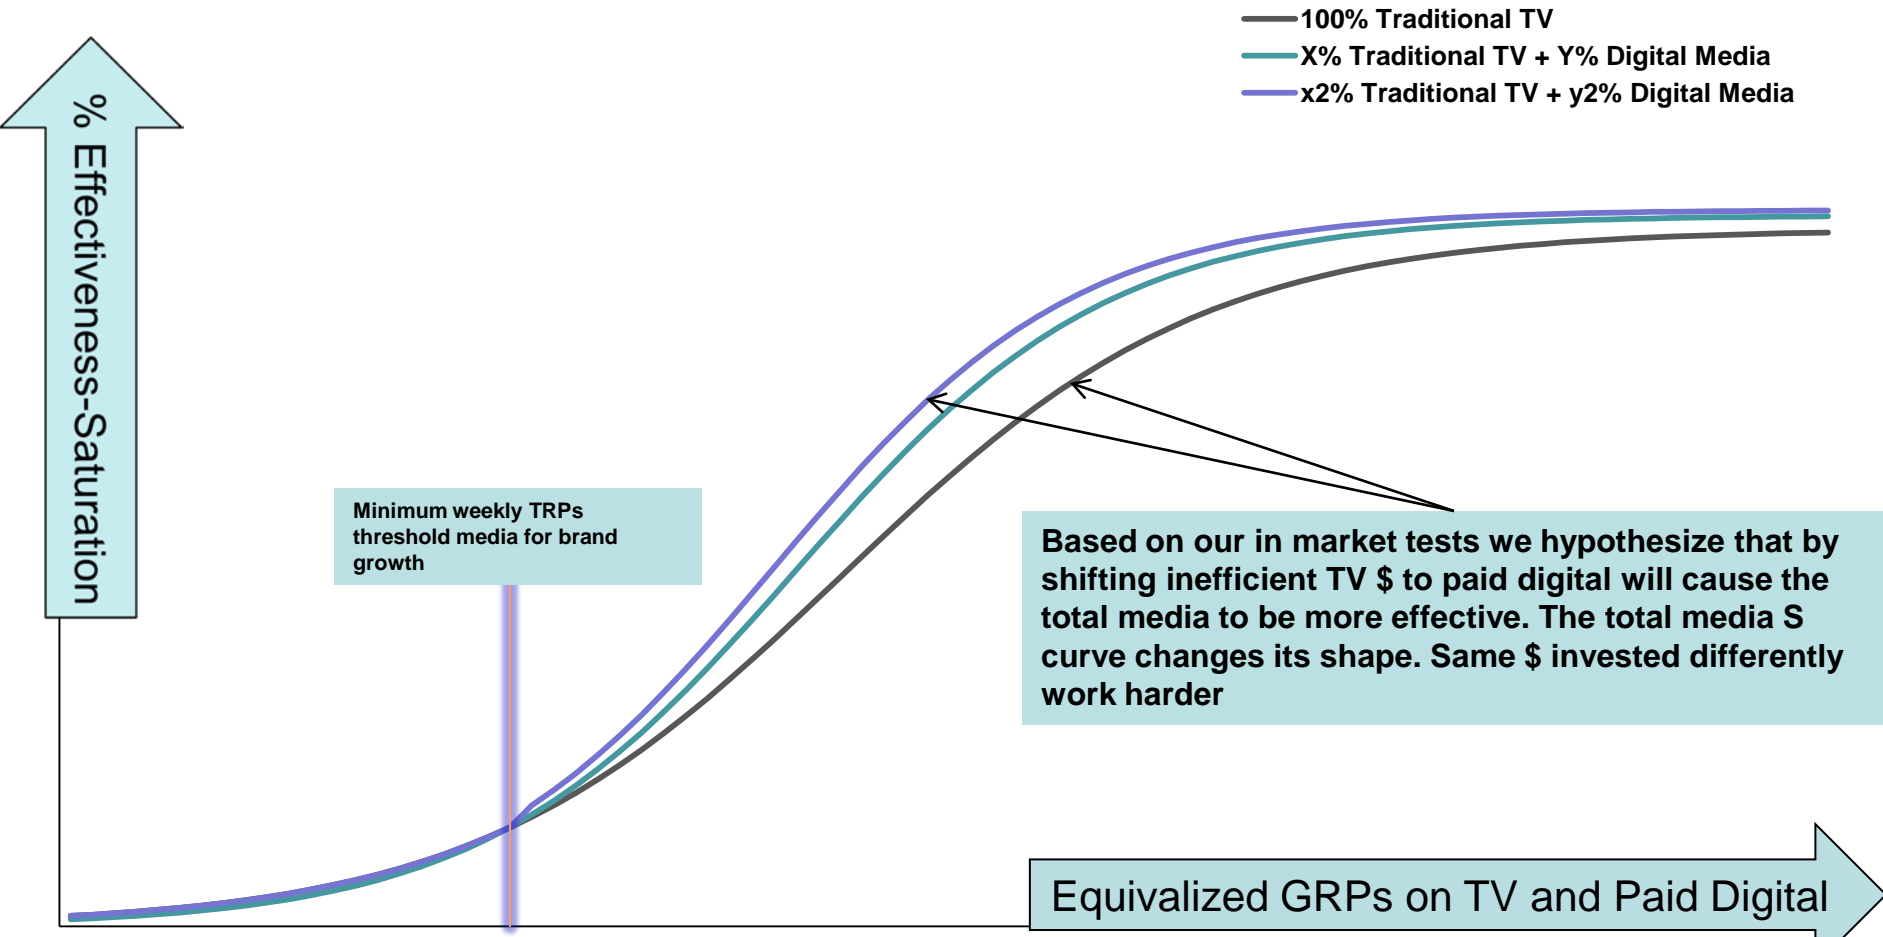 100% Traditional TV
X% Traditional TV + Y% Digital Media
x2% Traditional TV + y2% Digital Media
% Effectiveness-Saturation
Minimum weekly TRPs
threshold media for brand
growth
Based on our in market tests we hypothesize that by
shifting inefficient TV $ to paid digital will cause the
total media to be more effective. The total media S
curve changes its shape. Same $ invested differently
work harder
Equivalized GRPs on TV and Paid Digital